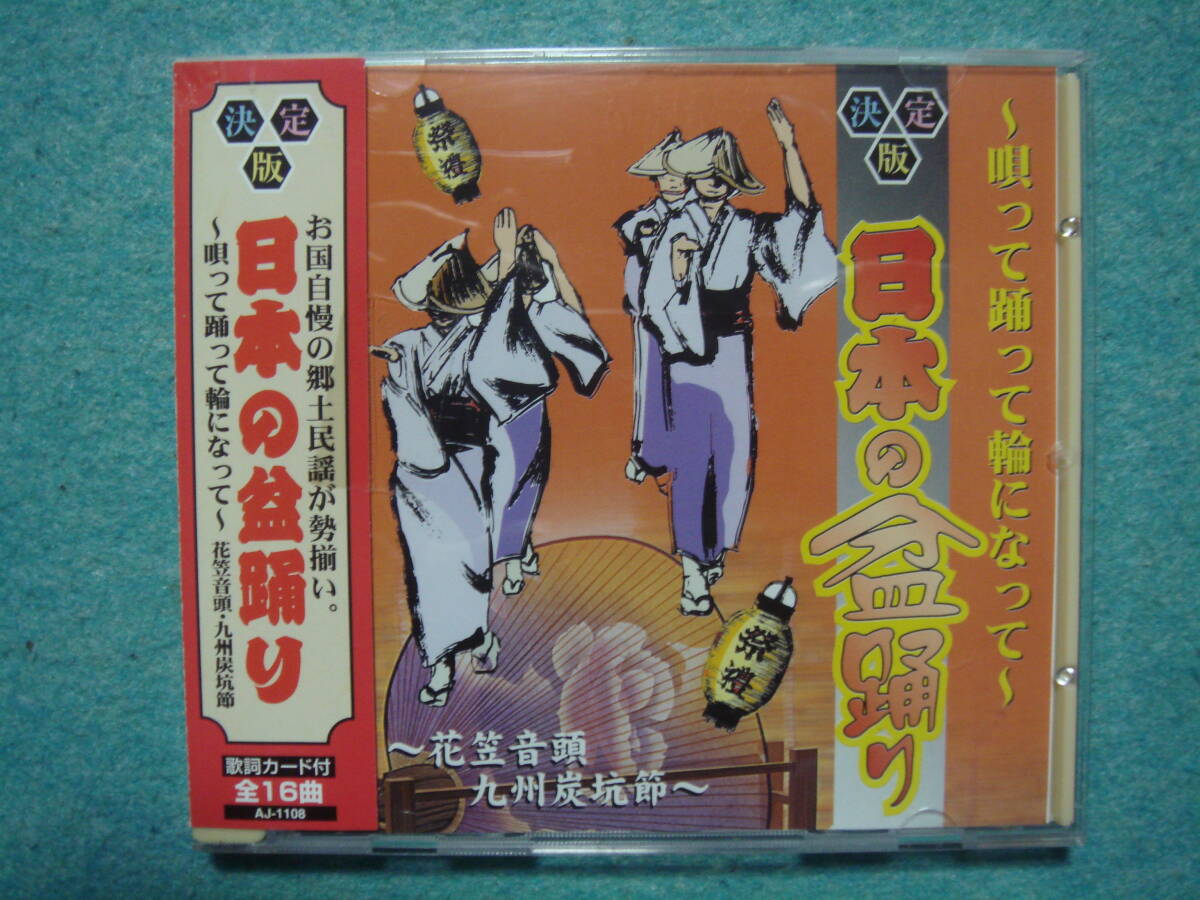 決定版
お国自慢の郷土民謡が勢揃い。
日本の盆踊り
～唄って踊って輪になって～ 花笠音頭・九州炭坑節
歌詞カード付
全16曲
AJ-1108
祭禮
決定版
～唄って踊って輪になって～
日本の盆踊り
祭禮
～花笠音頭
九州炭坑節～